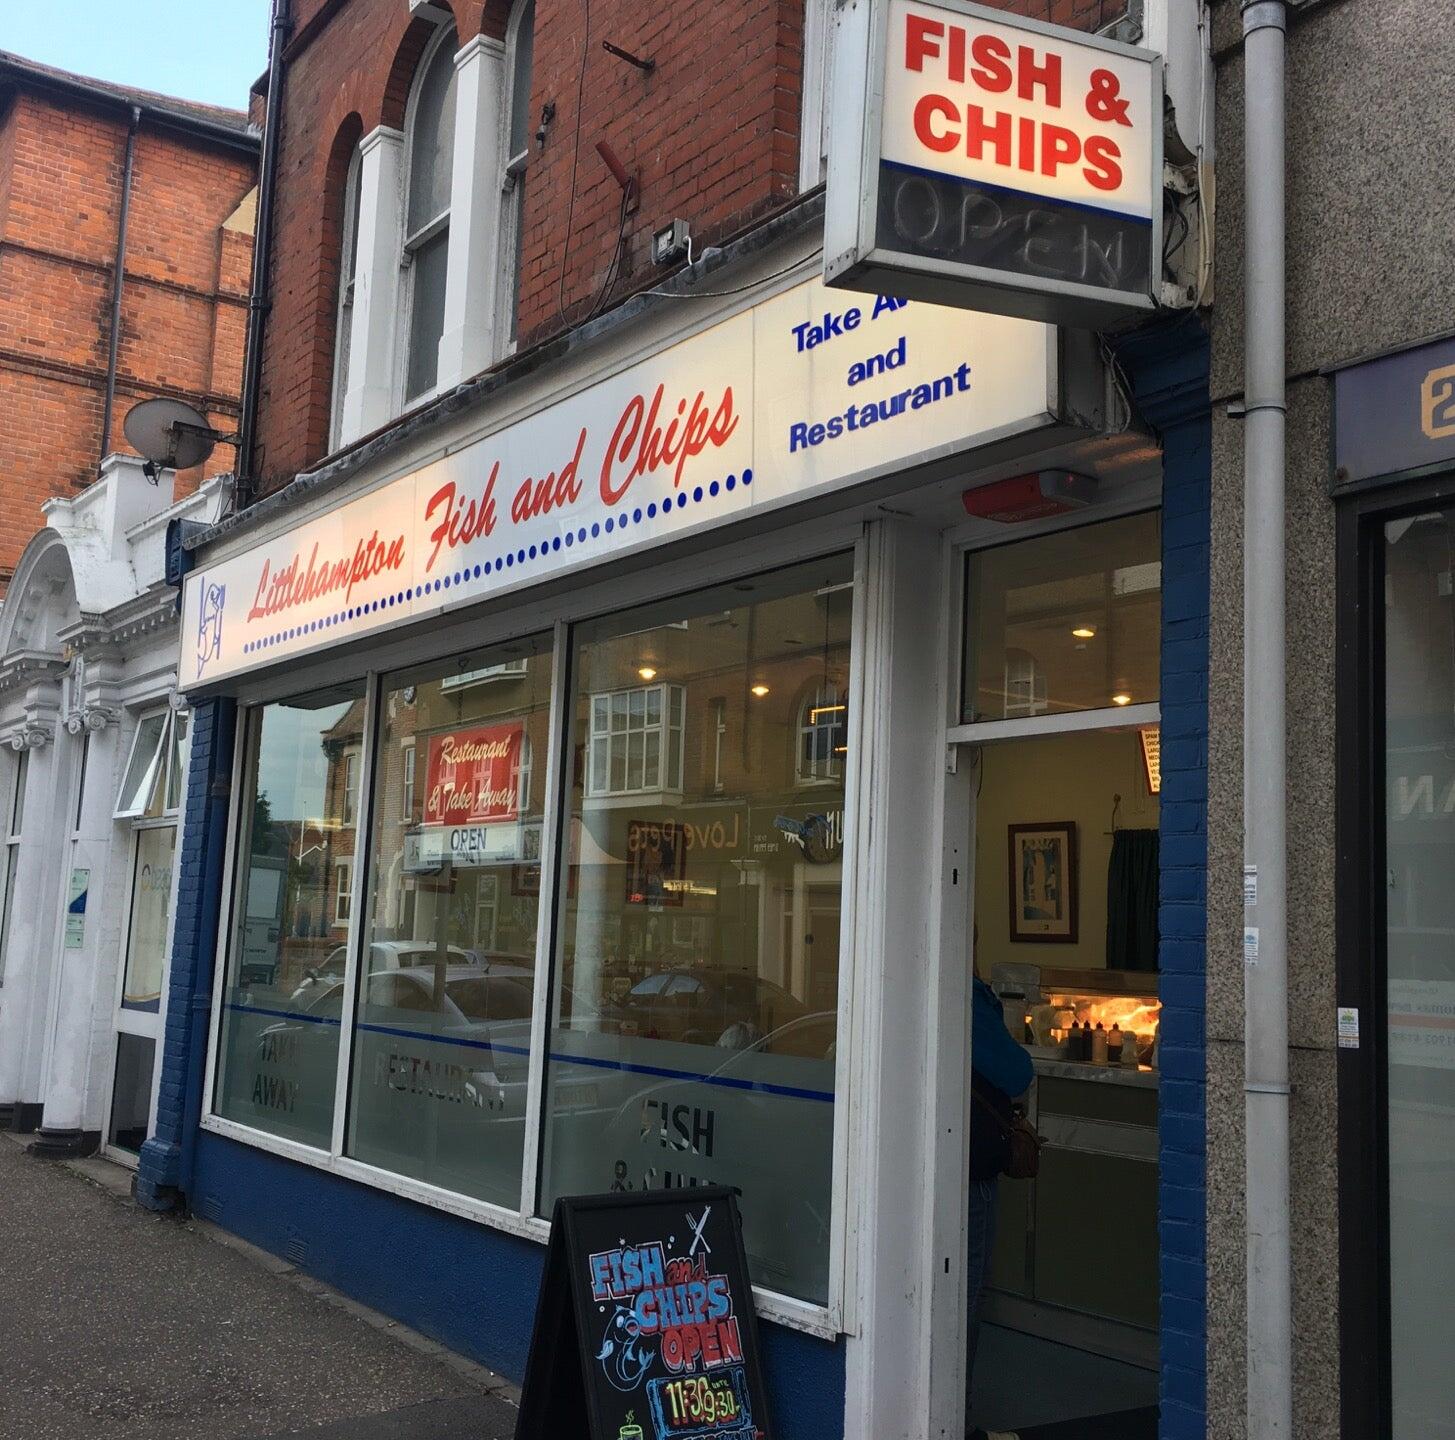 FISH &
CHIPS
OPEN
Littlehampton Fish and Chips
Take
and
Restaurant
Restaurant
& Take Away
OPEN
Love Pets
TAKE
AWAY
RESTAURANT
FISH
&
FISH and
CHIPS
OPEN
11:30 UNTIL 9:30